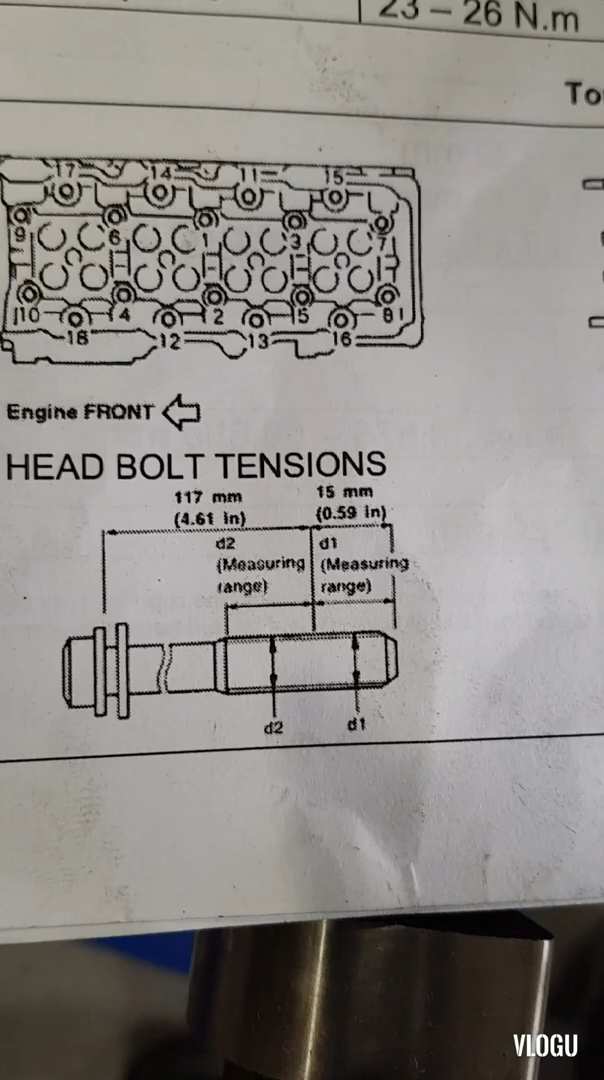 23 – 26 N.m
To
17 14 11 15
9 6 1 3 7
10 4 2 5 8
18 12 13 16
Engine FRONT
HEAD BOLT TENSIONS
117 mm 15 mm
(4.61 in) (0.59 in)
d2 d1
(Measuring (Measuring
range) range)
d2 d1
VLOGU